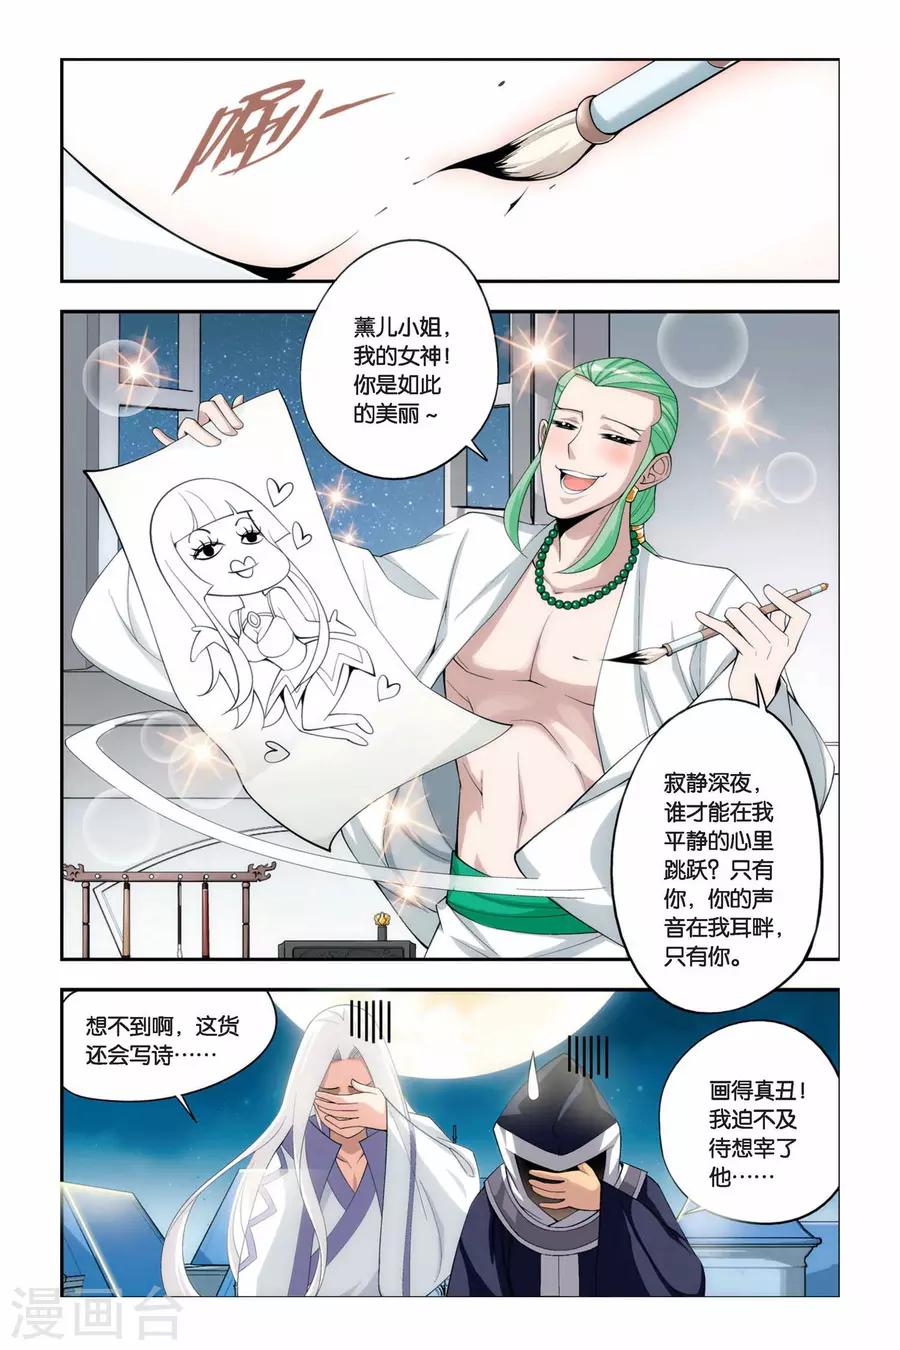 唰—
薰儿小姐，
我的女神！
你是如此
的美丽～
寂静深夜，
谁才能在我
平静的心里
跳跃？只有
你，你的声
音在我耳畔，
只有你。
想不到啊，这货
还会写诗……
画得真丑！
我迫不及
待想宰了
他……
漫画台